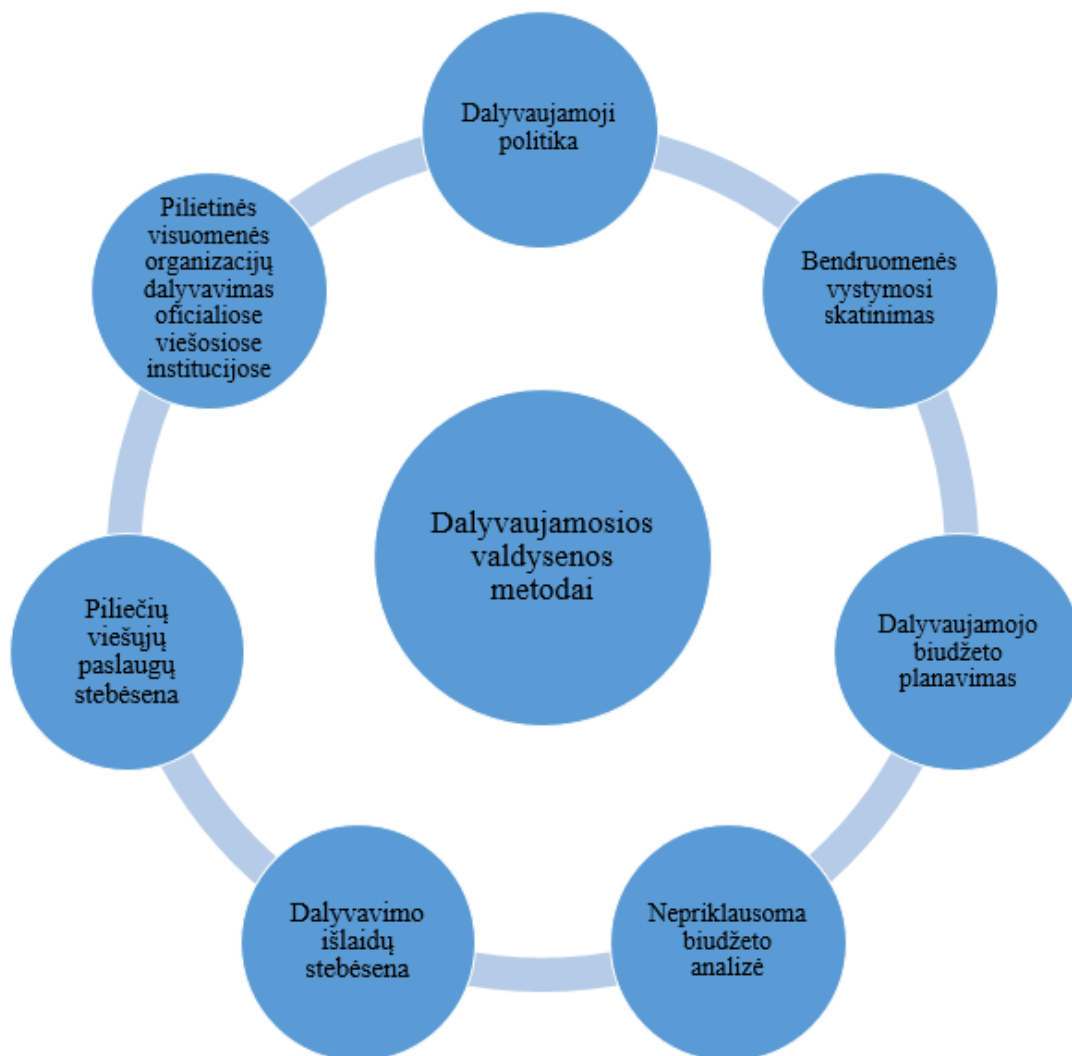 Dalyvaujamoji
politika
Bendruomenės
vystymosi
skatinimas
Dalyvaujamojo
biudžeto
planavimas
Nepriklausoma
biudžeto
analizė
Dalyvavimo
išlaidų
stebėsena
Piliečių
viešųjų
paslaugų
stebėsena
Pilietinės
visuomenės
organizacijų
dalyvavimas
oficialiose
viešosiose
institucijose
Dalyvaujamosios
valdysenos
metodai